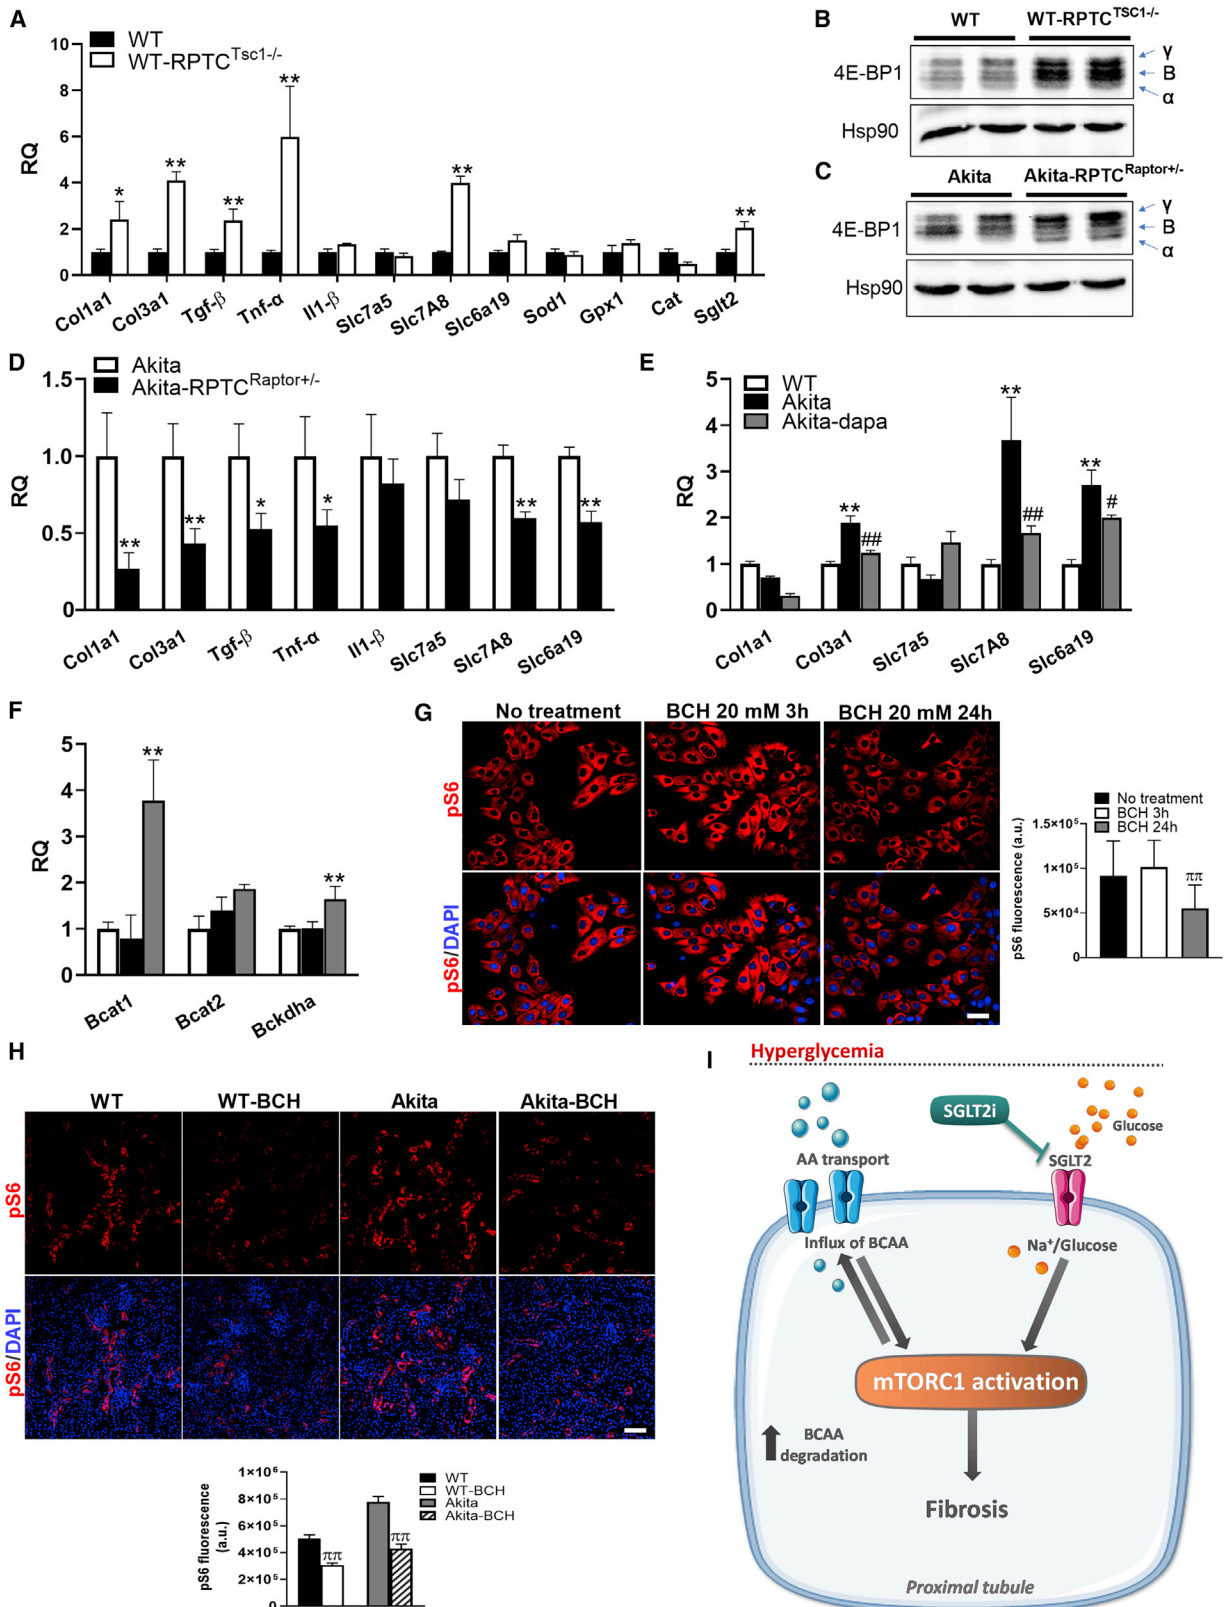 A
WT
WT-RPTC^Tsc1-/-
RQ
10
8
6
4
2
0
* ** ** ** ** **
Col1a1 Col3a1 Tgf-β Tnf-α Il1-β Slc7a5 Slc7A8 Slc6a19 Sod1 Gpx1 Cat Sglt2
B
WT WT-RPTC^TSC1-/-
4E-BP1
γ
B
α
Hsp90
C
Akita Akita-RPTC^Raptor+/-
4E-BP1
γ
B
α
Hsp90
D
Akita
Akita-RPTC^Raptor+/-
RQ
1.5
1.0
0.5
0
** ** * * ** **
Col1a1 Col3a1 Tgf-β Tnf-α Il1-β Slc7a5 Slc7A8 Slc6a19
E
WT
Akita
Akita-dapa
RQ
5
4
3
2
1
0
** ## ** ## ** #
Col1a1 Col3a1 Slc7a5 Slc7A8 Slc6a19
F
RQ
5
4
3
2
1
0
** **
Bcat1 Bcat2 Bckdha
G
No treatment BCH 20 mM 3h BCH 20 mM 24h
pS6
pS6/DAPI
No treatment
BCH 3h
BCH 24h
pS6 fluorescence (a.u.)
1.5×10⁵
1×10⁵
5×10⁴
0
ππ
H
WT WT-BCH Akita Akita-BCH
pS6
pS6/DAPI
WT
WT-BCH
Akita
Akita-BCH
pS6 fluorescence
(a.u.)
1×10⁶
8×10⁵
6×10⁵
4×10⁵
2×10⁵
0
ππ ππ
I
Hyperglycemia
SGLT2i
Glucose
AA transport
SGLT2
Influx of BCAA
Na⁺/Glucose
mTORC1 activation
BCAA
degradation
Fibrosis
Proximal tubule